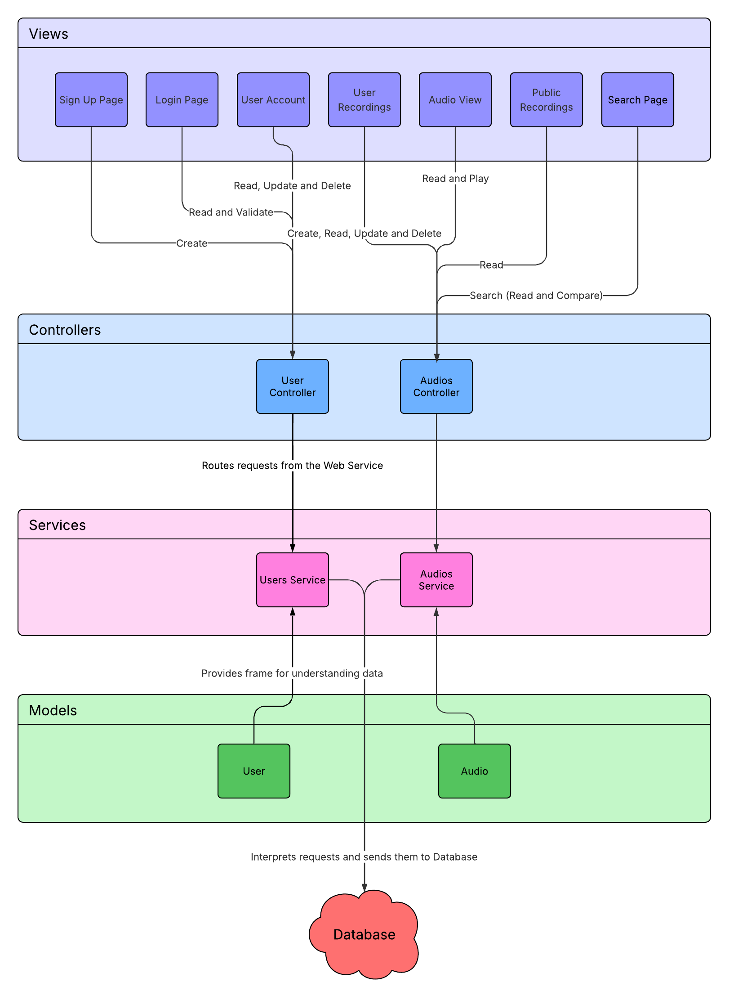 Views
Sign Up Page
Login Page
User Account
User
Recordings
Audio View
Public
Recordings
Search Page
Read and Play
Read, Update and Delete
Read and Validate
Create, Read, Update and Delete
Create
Read
Search (Read and Compare)
Controllers
User
Controller
Audios
Controller
Routes requests from the Web Service
Services
Users Service
Audios
Service
Provides frame for understanding data
Models
User
Audio
Interprets requests and sends them to Database
Database